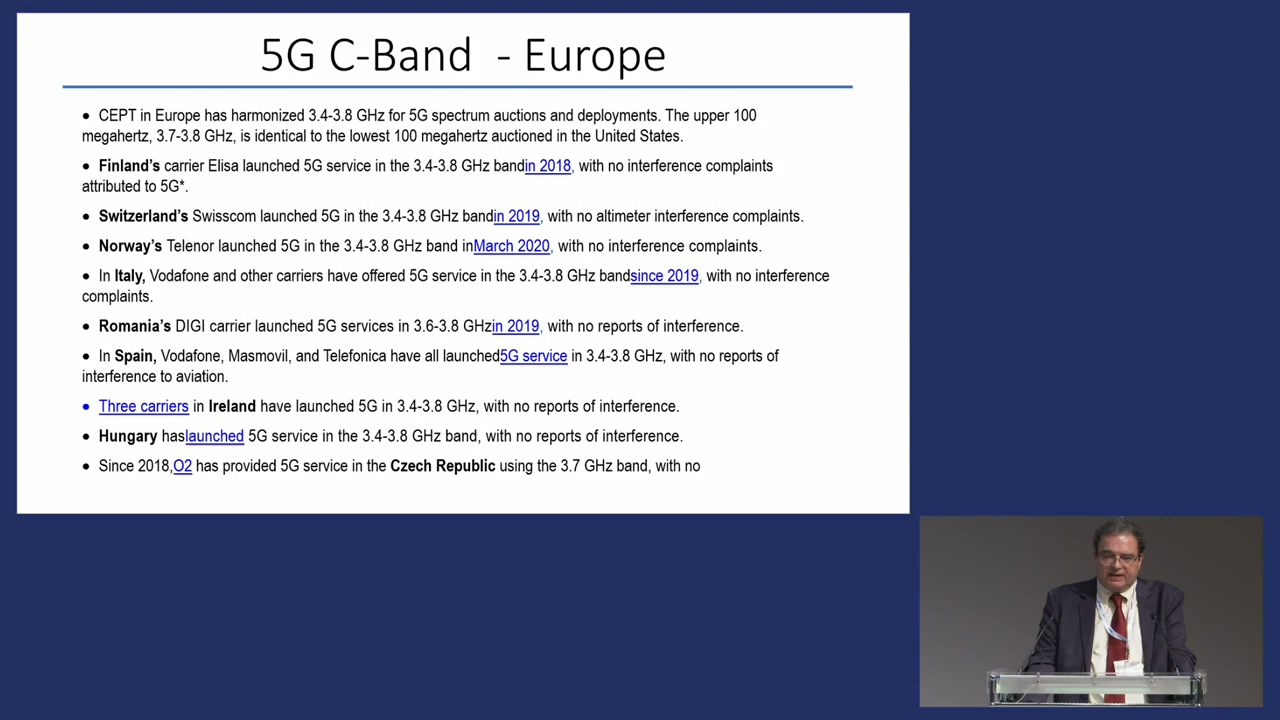 5G C-Band - Europe
• CEPT in Europe has harmonized 3.4-3.8 GHz for 5G spectrum auctions and deployments. The upper 100
megahertz, 3.7-3.8 GHz, is identical to the lowest 100 megahertz auctioned in the United States.
• Finland's carrier Elisa launched 5G service in the 3.4-3.8 GHz bandin 2018, with no interference complaints
attributed to 5G*.
• Switzerland's Swisscom launched 5G in the 3.4-3.8 GHz bandin 2019, with no altimeter interference complaints.
• Norway's Telenor launched 5G in the 3.4-3.8 GHz band inMarch 2020, with no interference complaints.
• In Italy, Vodafone and other carriers have offered 5G service in the 3.4-3.8 GHz bandsince 2019, with no interference
complaints.
• Romania's DIGI carrier launched 5G services in 3.6-3.8 GHzin 2019, with no reports of interference.
• In Spain, Vodafone, Masmovil, and Telefonica have all launched5G service in 3.4-3.8 GHz, with no reports of
interference to aviation.
• Three carriers in Ireland have launched 5G in 3.4-3.8 GHz, with no reports of interference.
• Hungary haslaunched 5G service in the 3.4-3.8 GHz band, with no reports of interference.
• Since 2018,O2 has provided 5G service in the Czech Republic using the 3.7 GHz band, with no